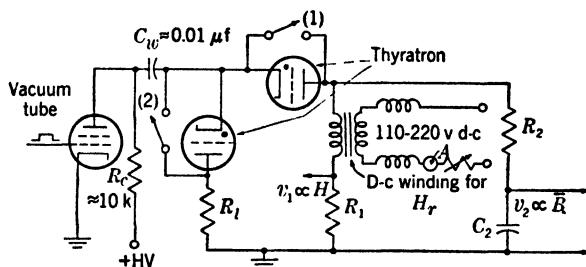 C_w≈0.01 μf
(1)
Thyratron
Vacuum
tube
(2)
110-220 v d-c
R_2
A
R_c
≈10 k
R_l
v_1∝H
R_1
D-c winding for
H_r
C_2
v_2∝B
+HV